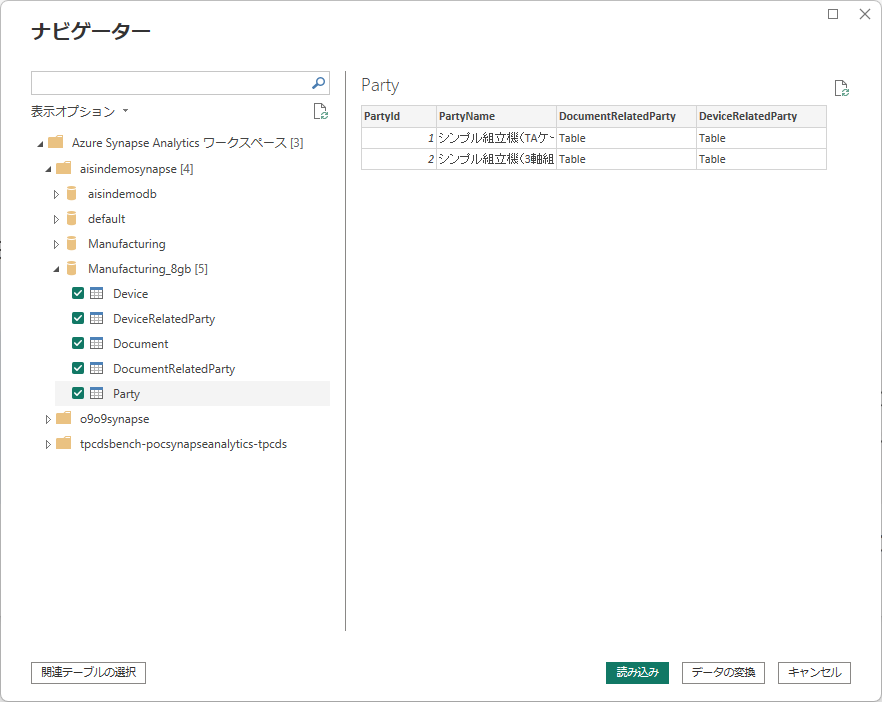 ナビゲーター
表示オプション
Azure Synapse Analytics ワークスペース [3]
aisindemosynapse [4]
aisindemodb
default
Manufacturing
Manufacturing_8gb [5]
Device
DeviceRelatedParty
Document
DocumentRelatedParty
Party
o9o9synapse
tpcdsbench-pocsynapseanalytics-tpcds
Party
PartyId PartyName DocumentRelatedParty DeviceRelatedParty
1 シンプル組立機(TAケｰ Table Table
2 シンプル組立機(3軸組 Table Table
関連テーブルの選択
読み込み
データの変換
キャンセル